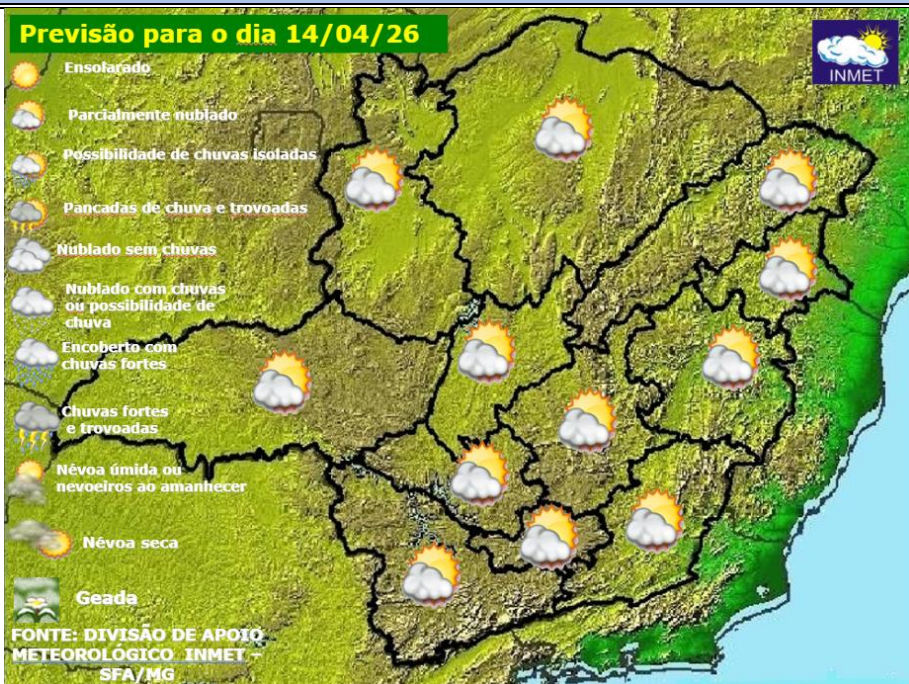 Previsão para o dia 14/04/26
INMET
Ensolarado
Parcialmente nublado
Possibilidade de chuvas isoladas
Pancadas de chuva e trovoadas
Nublado sem chuvas
Nublado com chuvas
ou possibilidade de
chuva
Encoberto com
chuvas fortes
Chuvas fortes
e trovoadas
Névoa úmida ou
nevoeiros ao amanhecer
Névoa seca
Geada
FONTE: DIVISÃO DE APOIO
METEOROLÓGICO INMET –
SFA/MG